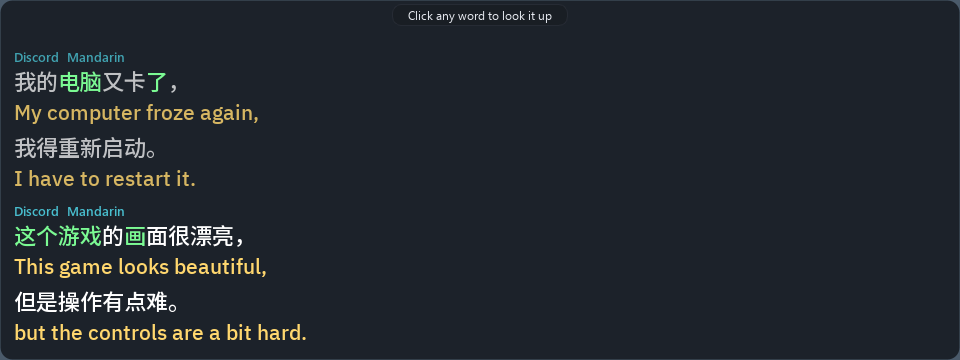 Click any word to look it up
Discord Mandarin
我的电脑又卡了，
My computer froze again,
我得重新启动。
I have to restart it.
Discord Mandarin
这个游戏的画面很漂亮，
This game looks beautiful,
但是操作有点难。
but the controls are a bit hard.